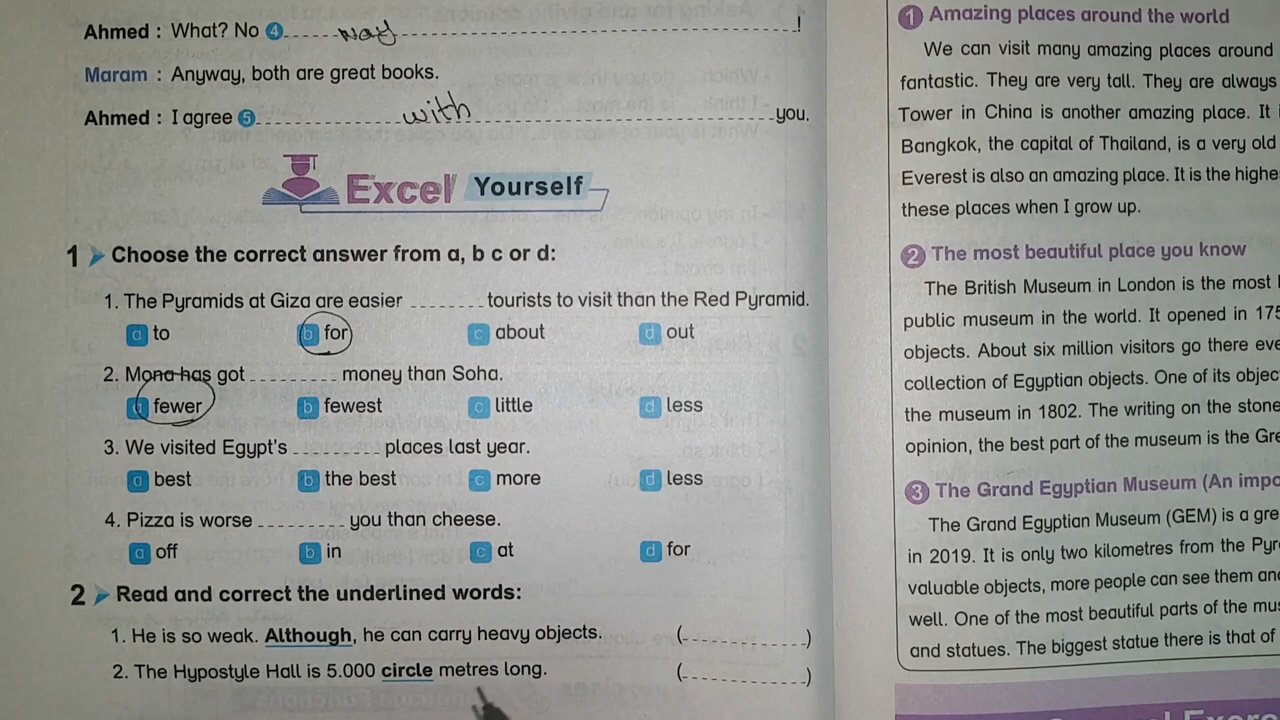 Ahmed : What? No 4 way !
Maram : Anyway, both are great books.
Ahmed : I agree 5 with you.
Excel Yourself
1 Choose the correct answer from a, b c or d:
1. The Pyramids at Giza are easier ........ tourists to visit than the Red Pyramid.
a to b for c about d out
2. Mona has got ........ money than Soha.
a fewer b fewest c little d less
3. We visited Egypt's ........ places last year.
a best b the best c more d less
4. Pizza is worse ........ you than cheese.
a off b in c at d for
2 Read and correct the underlined words:
1. He is so weak. Although, he can carry heavy objects. (........)
2. The Hypostyle Hall is 5.000 circle metres long. (........)
1 Amazing places around the world
We can visit many amazing places around
fantastic. They are very tall. They are always
Tower in China is another amazing place. It
Bangkok, the capital of Thailand, is a very old
Everest is also an amazing place. It is the highe
these places when I grow up.
2 The most beautiful place you know
The British Museum in London is the most
public museum in the world. It opened in 175
objects. About six million visitors go there eve
collection of Egyptian objects. One of its objec
the museum in 1802. The writing on the stone
opinion, the best part of the museum is the Gre
3 The Grand Egyptian Museum (An impo
The Grand Egyptian Museum (GEM) is a gre
in 2019. It is only two kilometres from the Pyr
valuable objects, more people can see them and
well. One of the most beautiful parts of the mu
and statues. The biggest statue there is that of